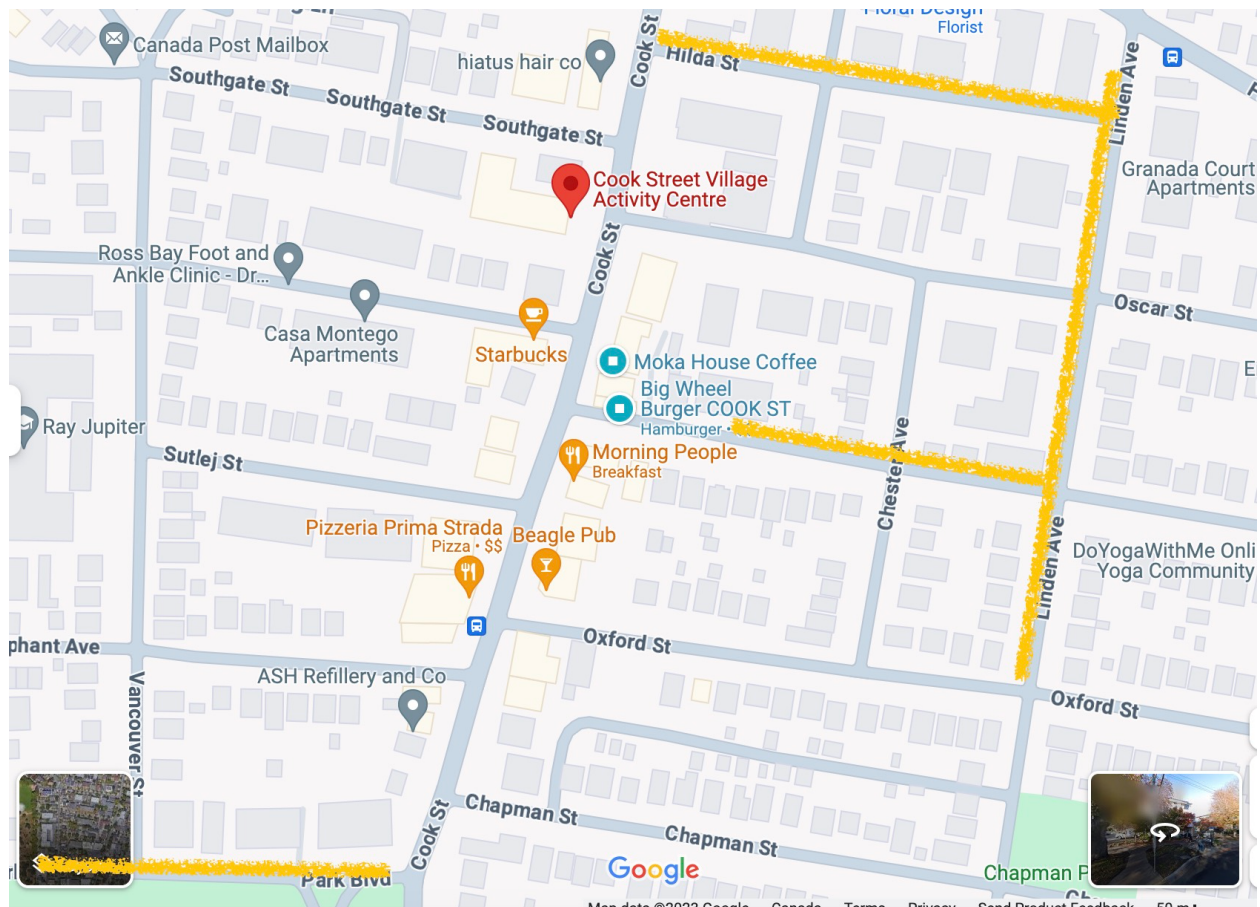 Floral Design
Florist
Canada Post Mailbox
hiatus hair co
Cook St
Hilda St
Linden Ave
Southgate St
Southgate St
Southgate St
Cook Street Village
Activity Centre
Granada Court
Apartments
Ross Bay Foot and
Ankle Clinic - Dr...
Cook St
Oscar St
Casa Montego
Apartments
Starbucks
Moka House Coffee
Big Wheel
Burger COOK ST
Hamburger •
Ray Jupiter
Sutlej St
Morning People
Breakfast
Chester Ave
Pizzeria Prima Strada
Pizza • $$
Beagle Pub
Linden Ave
DoYogaWithMe Onli
Yoga Community
phant Ave
Oxford St
ASH Refillery and Co
Vancouver St
Oxford St
Cook St
Chapman St
Chapman St
Google
Chapman P
Park Blvd
Map data ©2023 Google Canada Terms Privacy Send Product Feedback 50 m